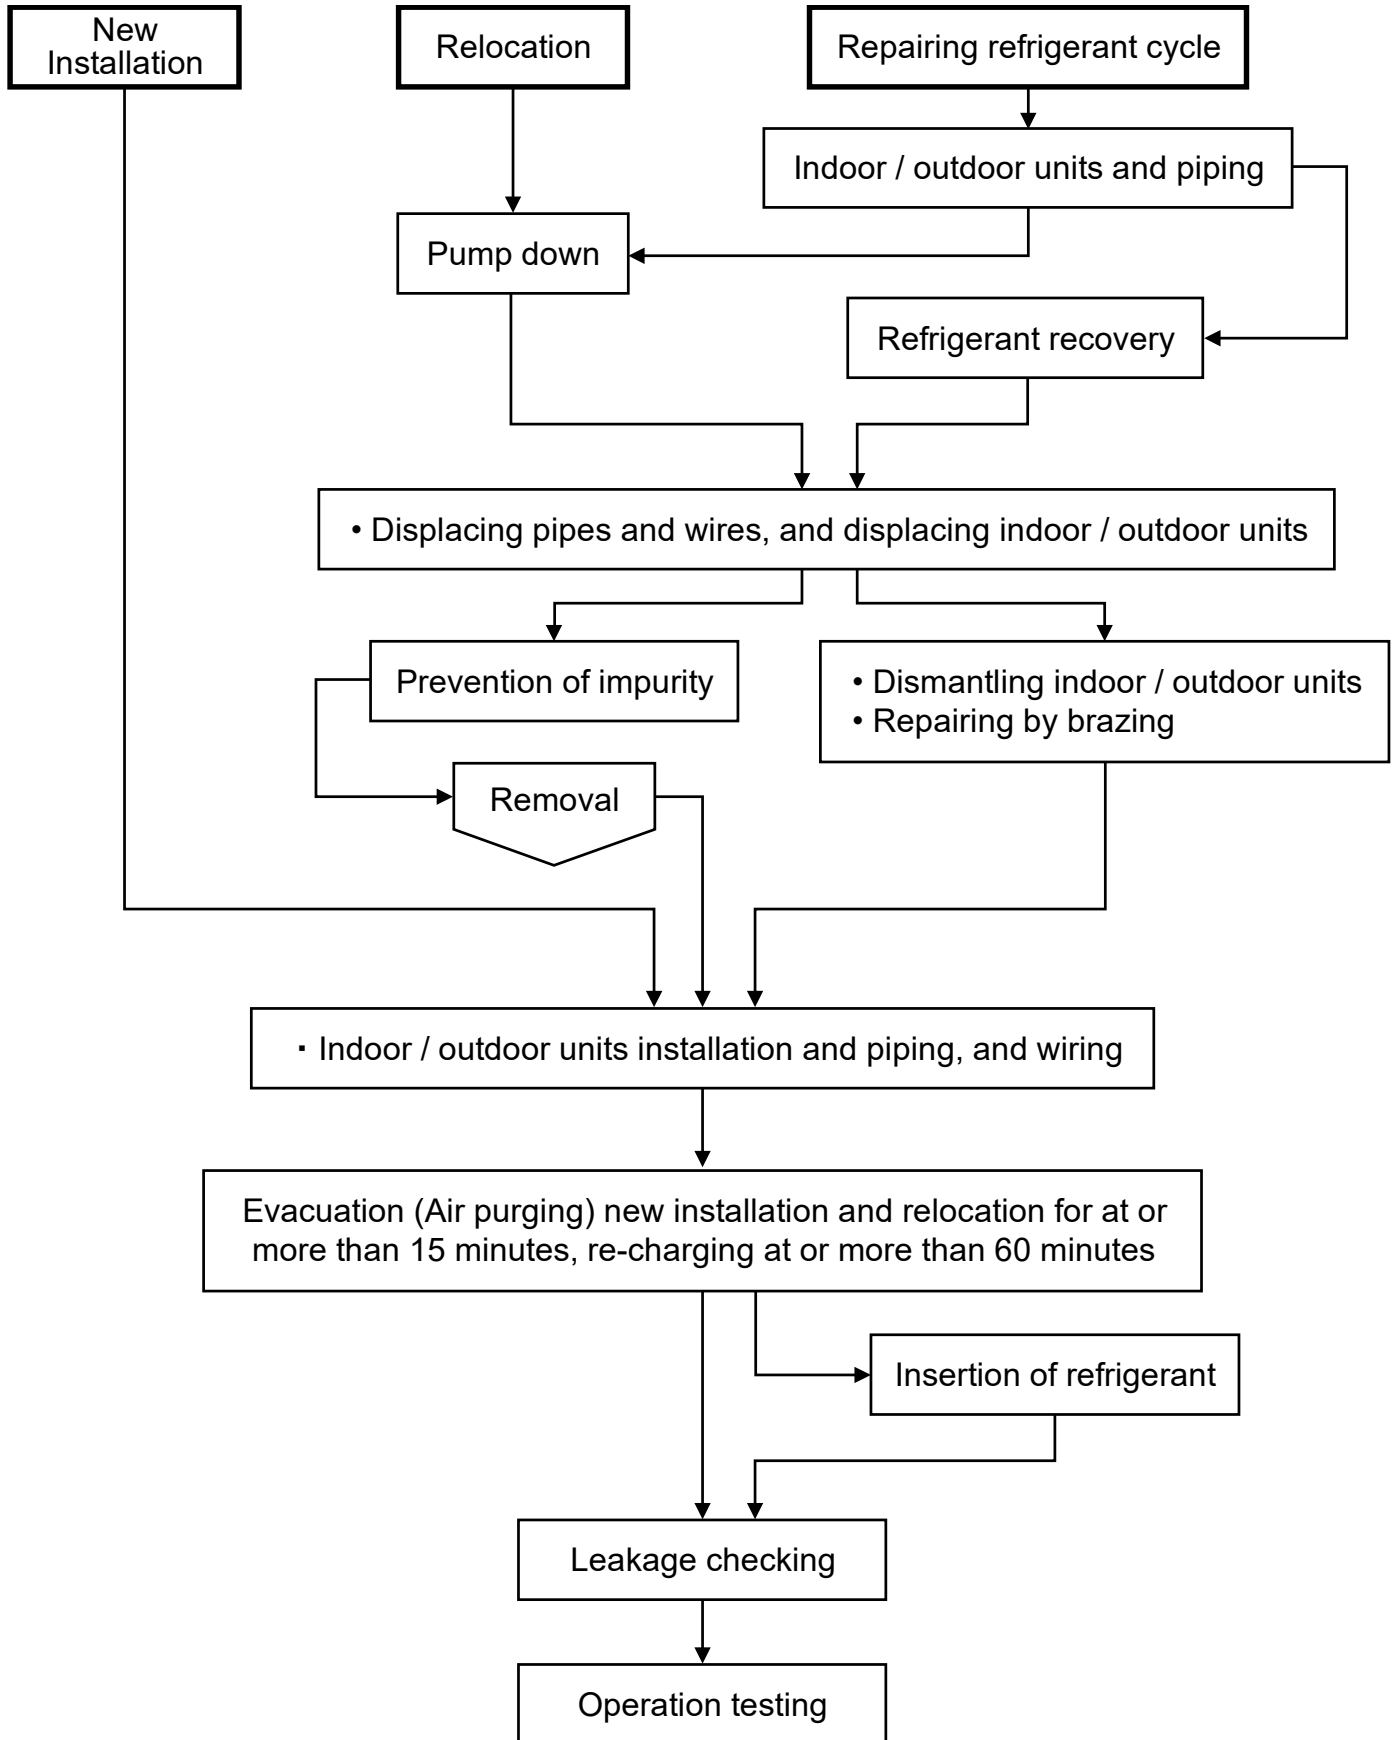 New
Installation
Relocation
Repairing refrigerant cycle
Indoor / outdoor units and piping
Pump down
Refrigerant recovery
• Displacing pipes and wires, and displacing indoor / outdoor units
Prevention of impurity
• Dismantling indoor / outdoor units
• Repairing by brazing
Removal
· Indoor / outdoor units installation and piping, and wiring
Evacuation (Air purging) new installation and relocation for at or
more than 15 minutes, re-charging at or more than 60 minutes
Insertion of refrigerant
Leakage checking
Operation testing